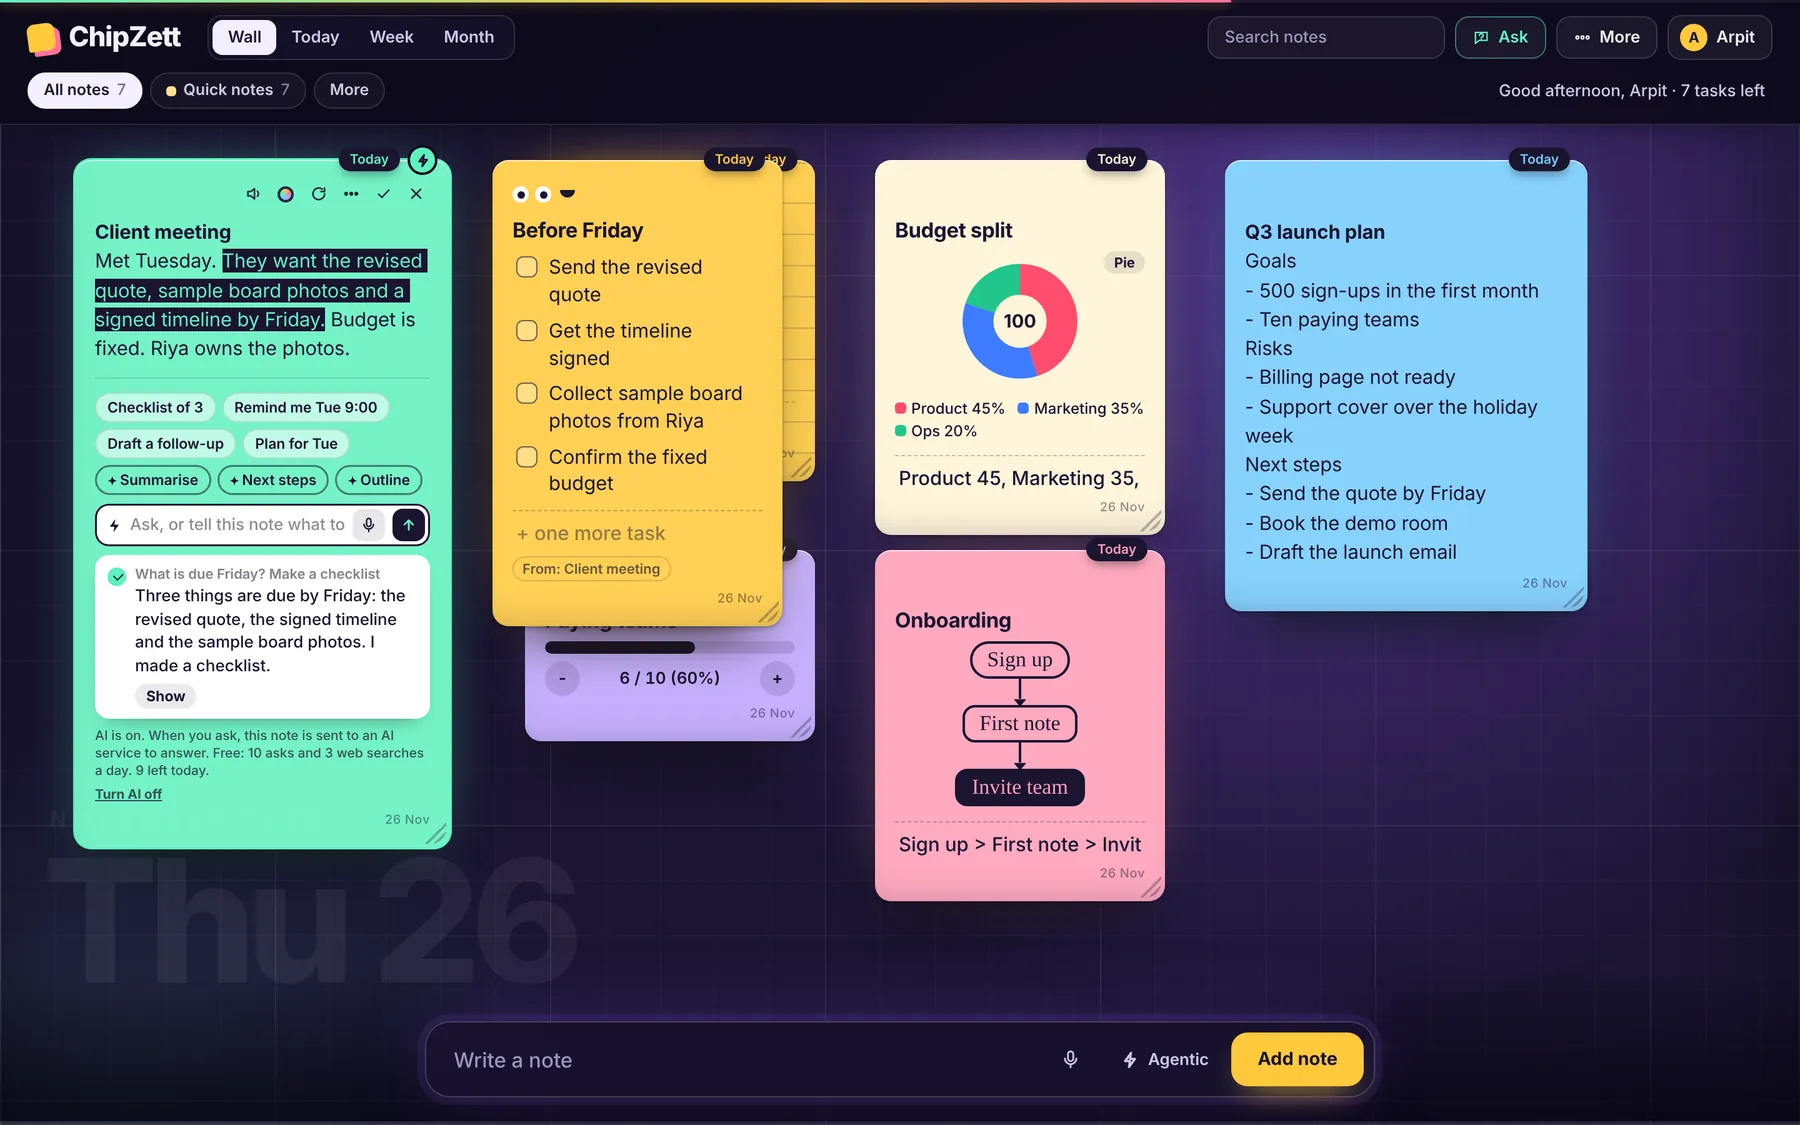 ChipZett
Wall Today Week Month
Search notes
Ask
More
A Arpit
All notes 7
Quick notes 7
More
Good afternoon, Arpit · 7 tasks left
Today
Client meeting
Met Tuesday. They want the revised
quote, sample board photos and a
signed timeline by Friday. Budget is
fixed. Riya owns the photos.
Checklist of 3
Remind me Tue 9:00
Draft a follow-up
Plan for Tue
Summarise
Next steps
Outline
Ask, or tell this note what to
What is due Friday? Make a checklist
Three things are due by Friday: the
revised quote, the signed timeline
and the sample board photos. I
made a checklist.
Show
AI is on. When you ask, this note is sent to an AI
service to answer. Free: 10 asks and 3 web searches
a day. 9 left today.
Turn AI off
26 Nov
Today
Before Friday
Send the revised
quote
Get the timeline
signed
Collect sample board
photos from Riya
Confirm the fixed
budget
+ one more task
From: Client meeting
26 Nov
- 6 / 10 (60%) +
26 Nov
Today
Budget split
Pie
100
Product 45% Marketing 35%
Ops 20%
Product 45, Marketing 35,
26 Nov
Today
Onboarding
Sign up
First note
Invite team
Sign up > First note > Invit
26 Nov
Today
Q3 launch plan
Goals
- 500 sign-ups in the first month
- Ten paying teams
Risks
- Billing page not ready
- Support cover over the holiday
week
Next steps
- Send the quote by Friday
- Book the demo room
- Draft the launch email
26 Nov
Thu 26
Write a note
Agentic
Add note